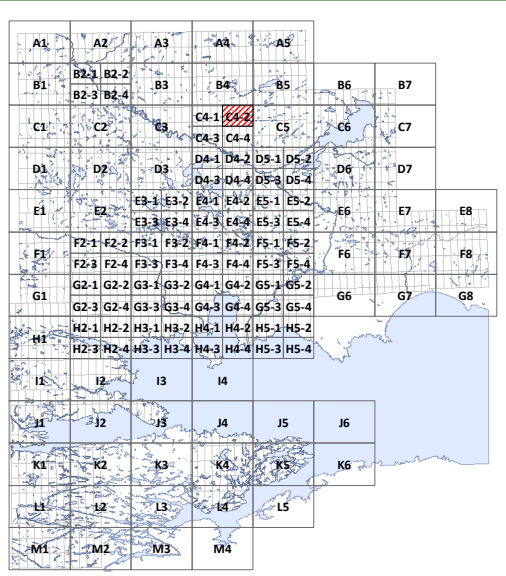 A1 A2 A3 A4 A5
B2-1 B2-2
B1 B3 B4 B5 B6 B7
B2-3 B2-4
C4-1 C4-2
C1 C2 C3 C5 C6 C7
C4-3 C4-4
D4-1 D4-2 D5-1 D5-2
D1 D2 D3 D6 D7
D4-3 D4-4 D5-3 D5-4
E3-1 E3-2 E4-1 E4-2 E5-1 E5-2
E1 E2 E6 E7 E8
E3-3 E3-4 E4-3 E4-4 E5-3 E5-4
F2-1 F2-2 F3-1 F3-2 F4-1 F4-2 F5-1 F5-2
F1 F6 F7 F8
F2-3 F2-4 F3-3 F3-4 F4-3 F4-4 F5-3 F5-4
G2-1 G2-2 G3-1 G3-2 G4-1 G4-2 G5-1 G5-2
G1 G6 G7 G8
G2-3 G2-4 G3-3 G3-4 G4-3 G4-4 G5-3 G5-4
H2-1 H2-2 H3-1 H3-2 H4-1 H4-2 H5-1 H5-2
H1
H2-3 H2-4 H3-3 H3-4 H4-3 H4-4 H5-3 H5-4
I1 I2 I3 I4
J1 J2 J3 J4 J5 J6
K1 K2 K3 K4 K5 K6
L1 L2 L3 L4 L5
M1 M2 M3 M4